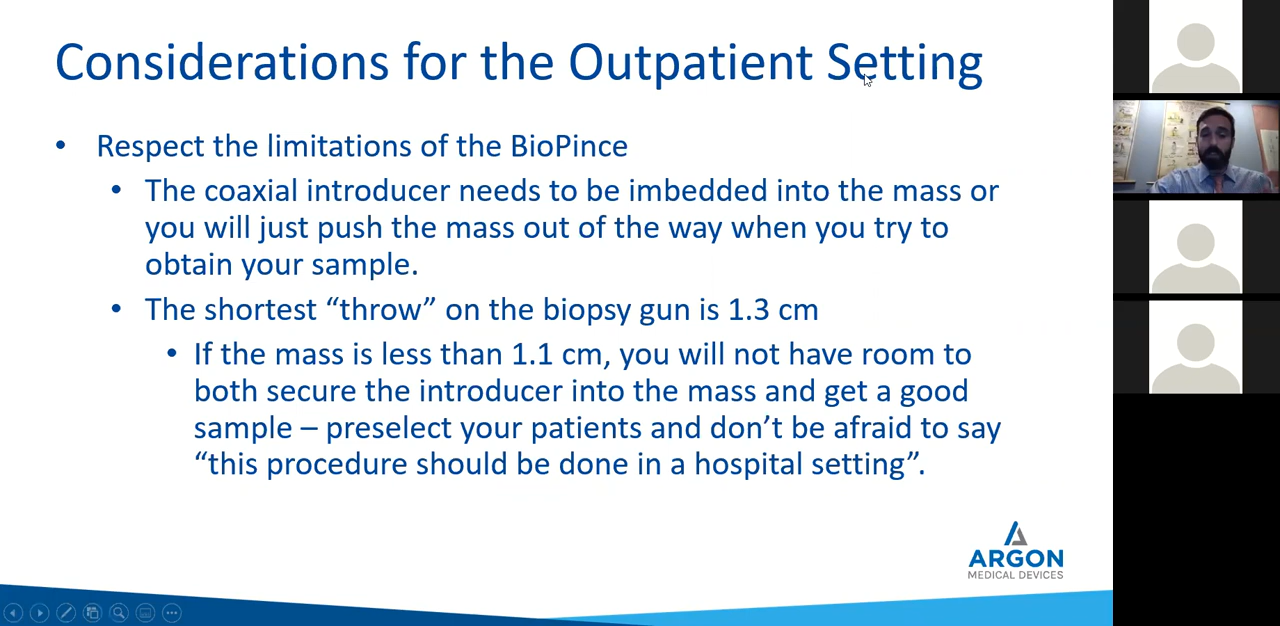 Considerations for the Outpatient Setting
• Respect the limitations of the BioPince
• The coaxial introducer needs to be imbedded into the mass or
you will just push the mass out of the way when you try to
obtain your sample.
• The shortest “throw” on the biopsy gun is 1.3 cm
• If the mass is less than 1.1 cm, you will not have room to
both secure the introducer into the mass and get a good
sample – preselect your patients and don’t be afraid to say
“this procedure should be done in a hospital setting”.
ARGON
MEDICAL DEVICES